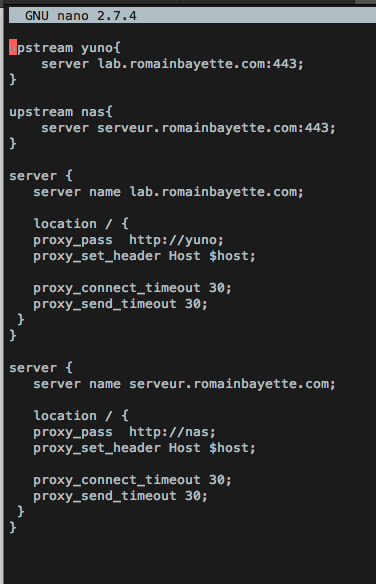 GNU nano 2.7.4
upstream yuno{
server lab.romainbayette.com:443;
}
upstream nas{
server serveur.romainbayette.com:443;
}
server {
server name lab.romainbayette.com;
location / {
proxy_pass  http://yuno;
proxy_set_header Host $host;
proxy_connect_timeout 30;
proxy_send_timeout 30;
}
}
server {
server name serveur.romainbayette.com;
location / {
proxy_pass  http://nas;
proxy_set_header Host $host;
proxy_connect_timeout 30;
proxy_send_timeout 30;
}
}